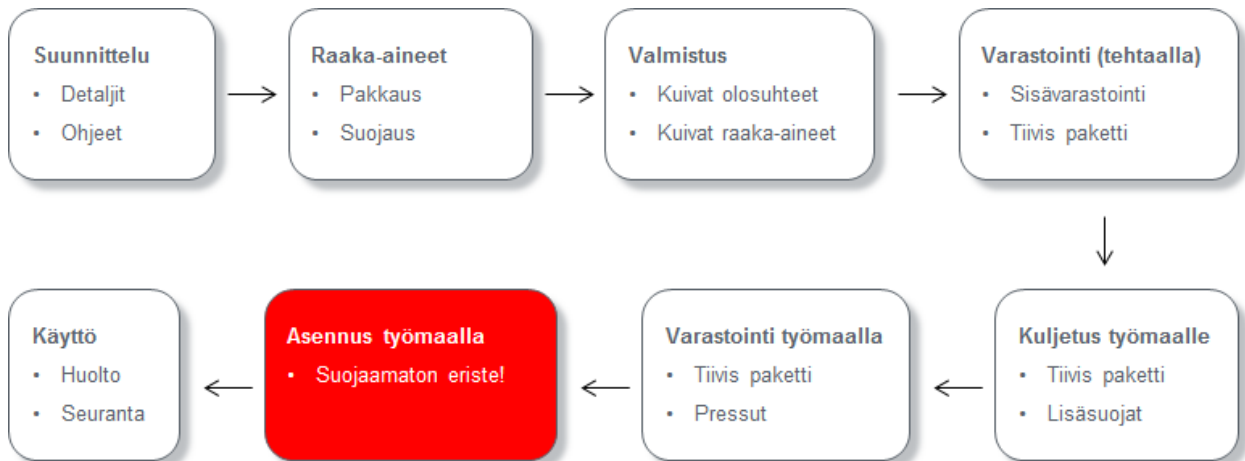 Suunnittelu
• Detaljit
• Ohjeet
Raaka-aineet
• Pakkaus
• Suojaus
Valmistus
• Kuivat olosuhteet
• Kuivat raaka-aineet
Varastointi (tehtaalla)
• Sisävarastointi
• Tiivis paketti
Kuljetus työmaalle
• Tiivis paketti
• Lisäsuojat
Varastointi työmaalla
• Tiivis paketti
• Pressut
Asennus työmaalla
• Suojaamaton eriste!
Käyttö
• Huolto
• Seuranta